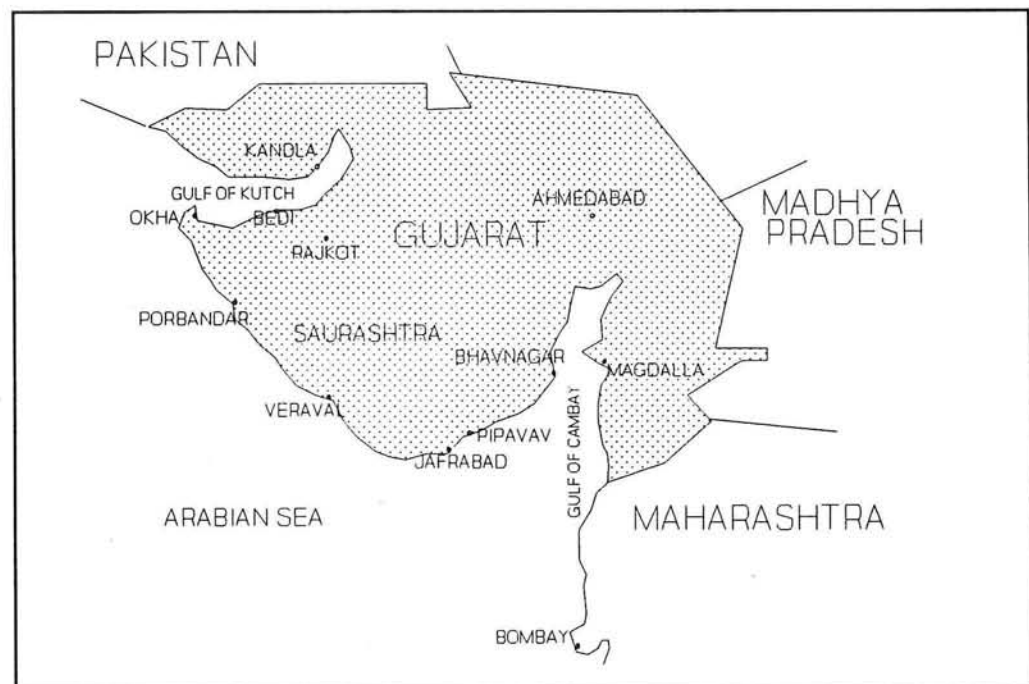 PAKISTAN
KANDLA
GULF OF KUTCH
OKHA
BEDI
AHMEDABAD
MADHYA
PRADESH
GUJARAT
RAJKOT
PORBANDAR
SAURASHTRA
BHAVNAGAR
MAGDALLA
VERAVAL
PIPAVAV
JAFRABAD
GULF OF CAMBAY
ARABIAN SEA
MAHARASHTRA
BOMBAY